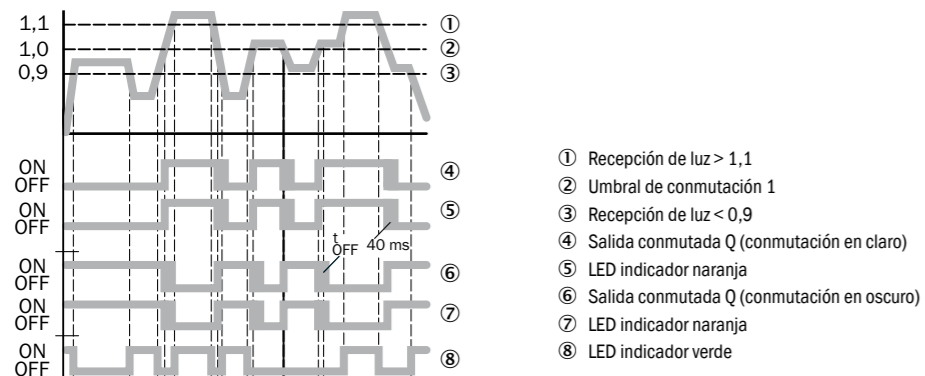 1,1 ①
1,0 ②
0,9 ③
ON
OFF ④
ON
OFF ⑤
t OFF 40 ms
ON
OFF ⑥
ON
OFF ⑦
ON
OFF ⑧
① Recepción de luz > 1,1
② Umbral de conmutación 1
③ Recepción de luz < 0,9
④ Salida conmutada Q (conmutación en claro)
⑤ LED indicador naranja
⑥ Salida conmutada Q (conmutación en oscuro)
⑦ LED indicador naranja
⑧ LED indicador verde